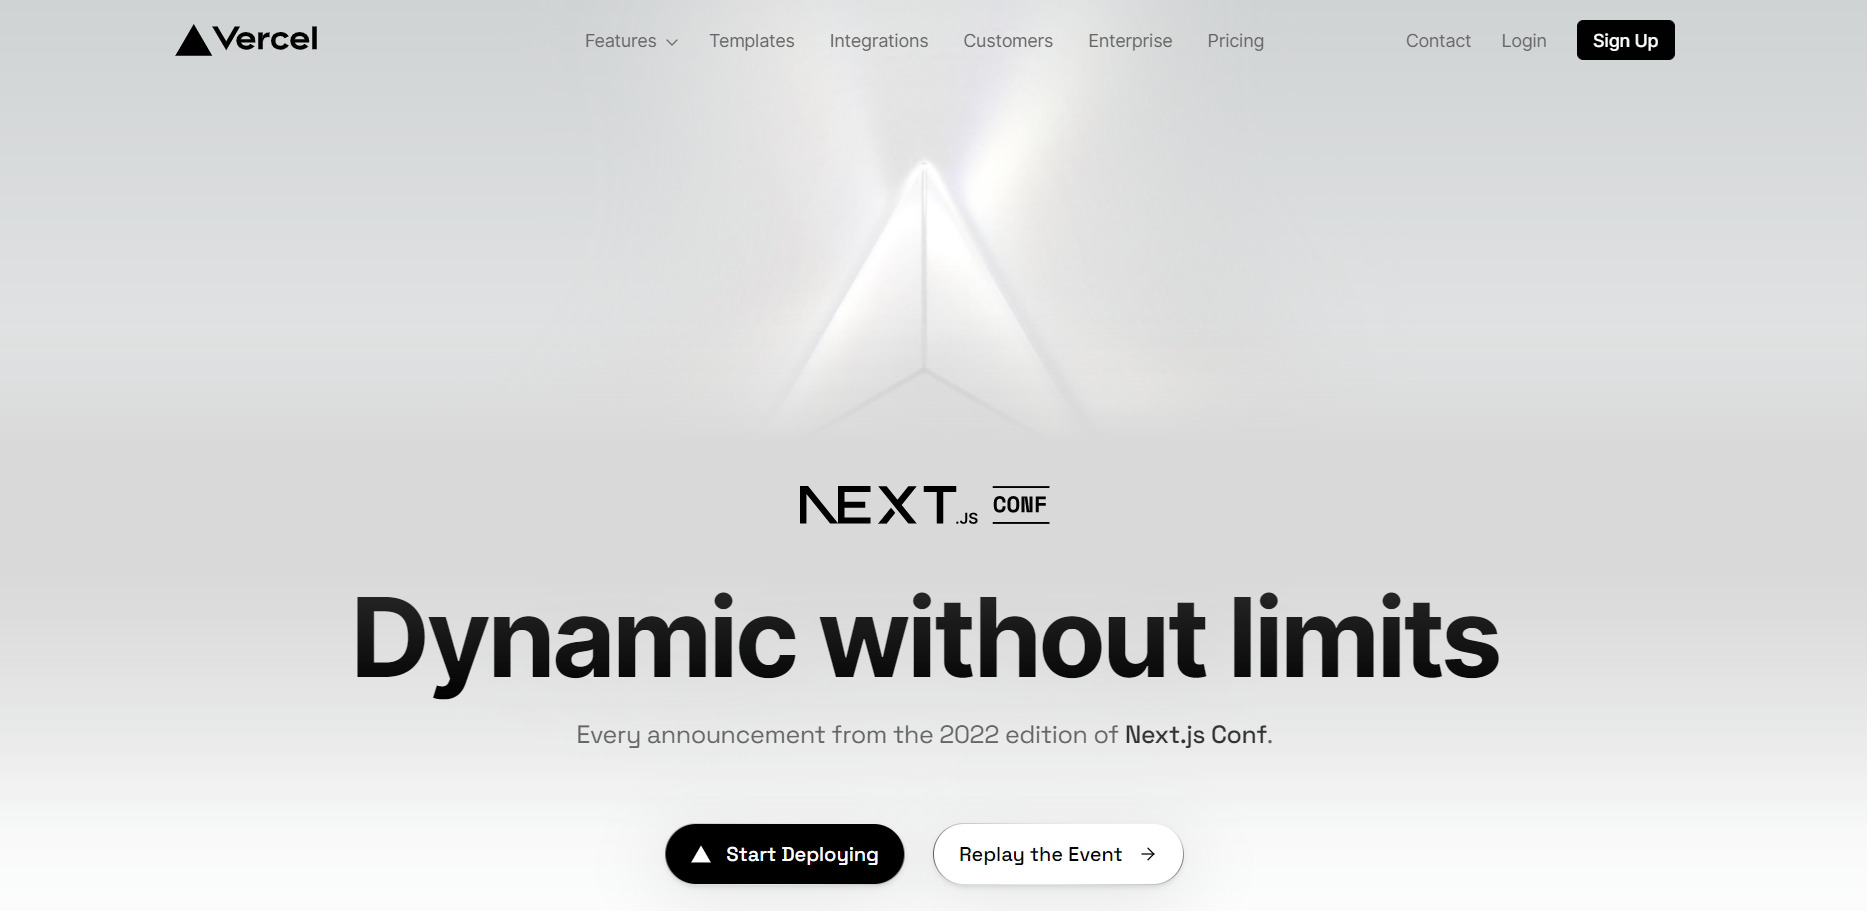 Vercel
Features Templates Integrations Customers Enterprise Pricing Contact Login Sign Up
NEXT.JS CONF
Dynamic without limits
Every announcement from the 2022 edition of Next.js Conf.
Start Deploying Replay the Event →